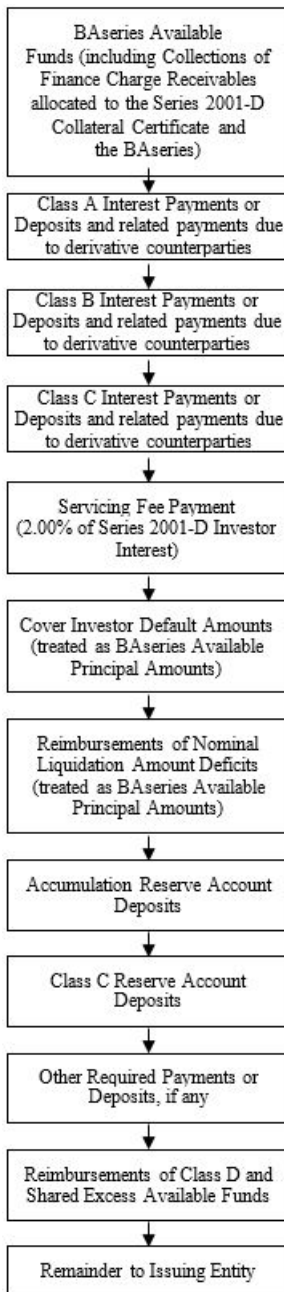 BAseries Available
Funds (including Collections of
Finance Charge Receivables
allocated to the Series 2001-D
Collateral Certificate and
the BAseries)
Class A Interest Payments or
Deposits and related payments due
to derivative counterparties
Class B Interest Payments or
Deposits and related payments due
to derivative counterparties
Class C Interest Payments or
Deposits and related payments due
to derivative counterparties
Servicing Fee Payment
(2.00% of Series 2001-D Investor
Interest)
Cover Investor Default Amounts
(treated as BAseries Available
Principal Amounts)
Reimbursements of Nominal
Liquidation Amount Deficits
(treated as BAseries Available
Principal Amounts)
Accumulation Reserve Account
Deposits
Class C Reserve Account
Deposits
Other Required Payments or
Deposits, if any
Reimbursements of Class D and
Shared Excess Available Funds
Remainder to Issuing Entity